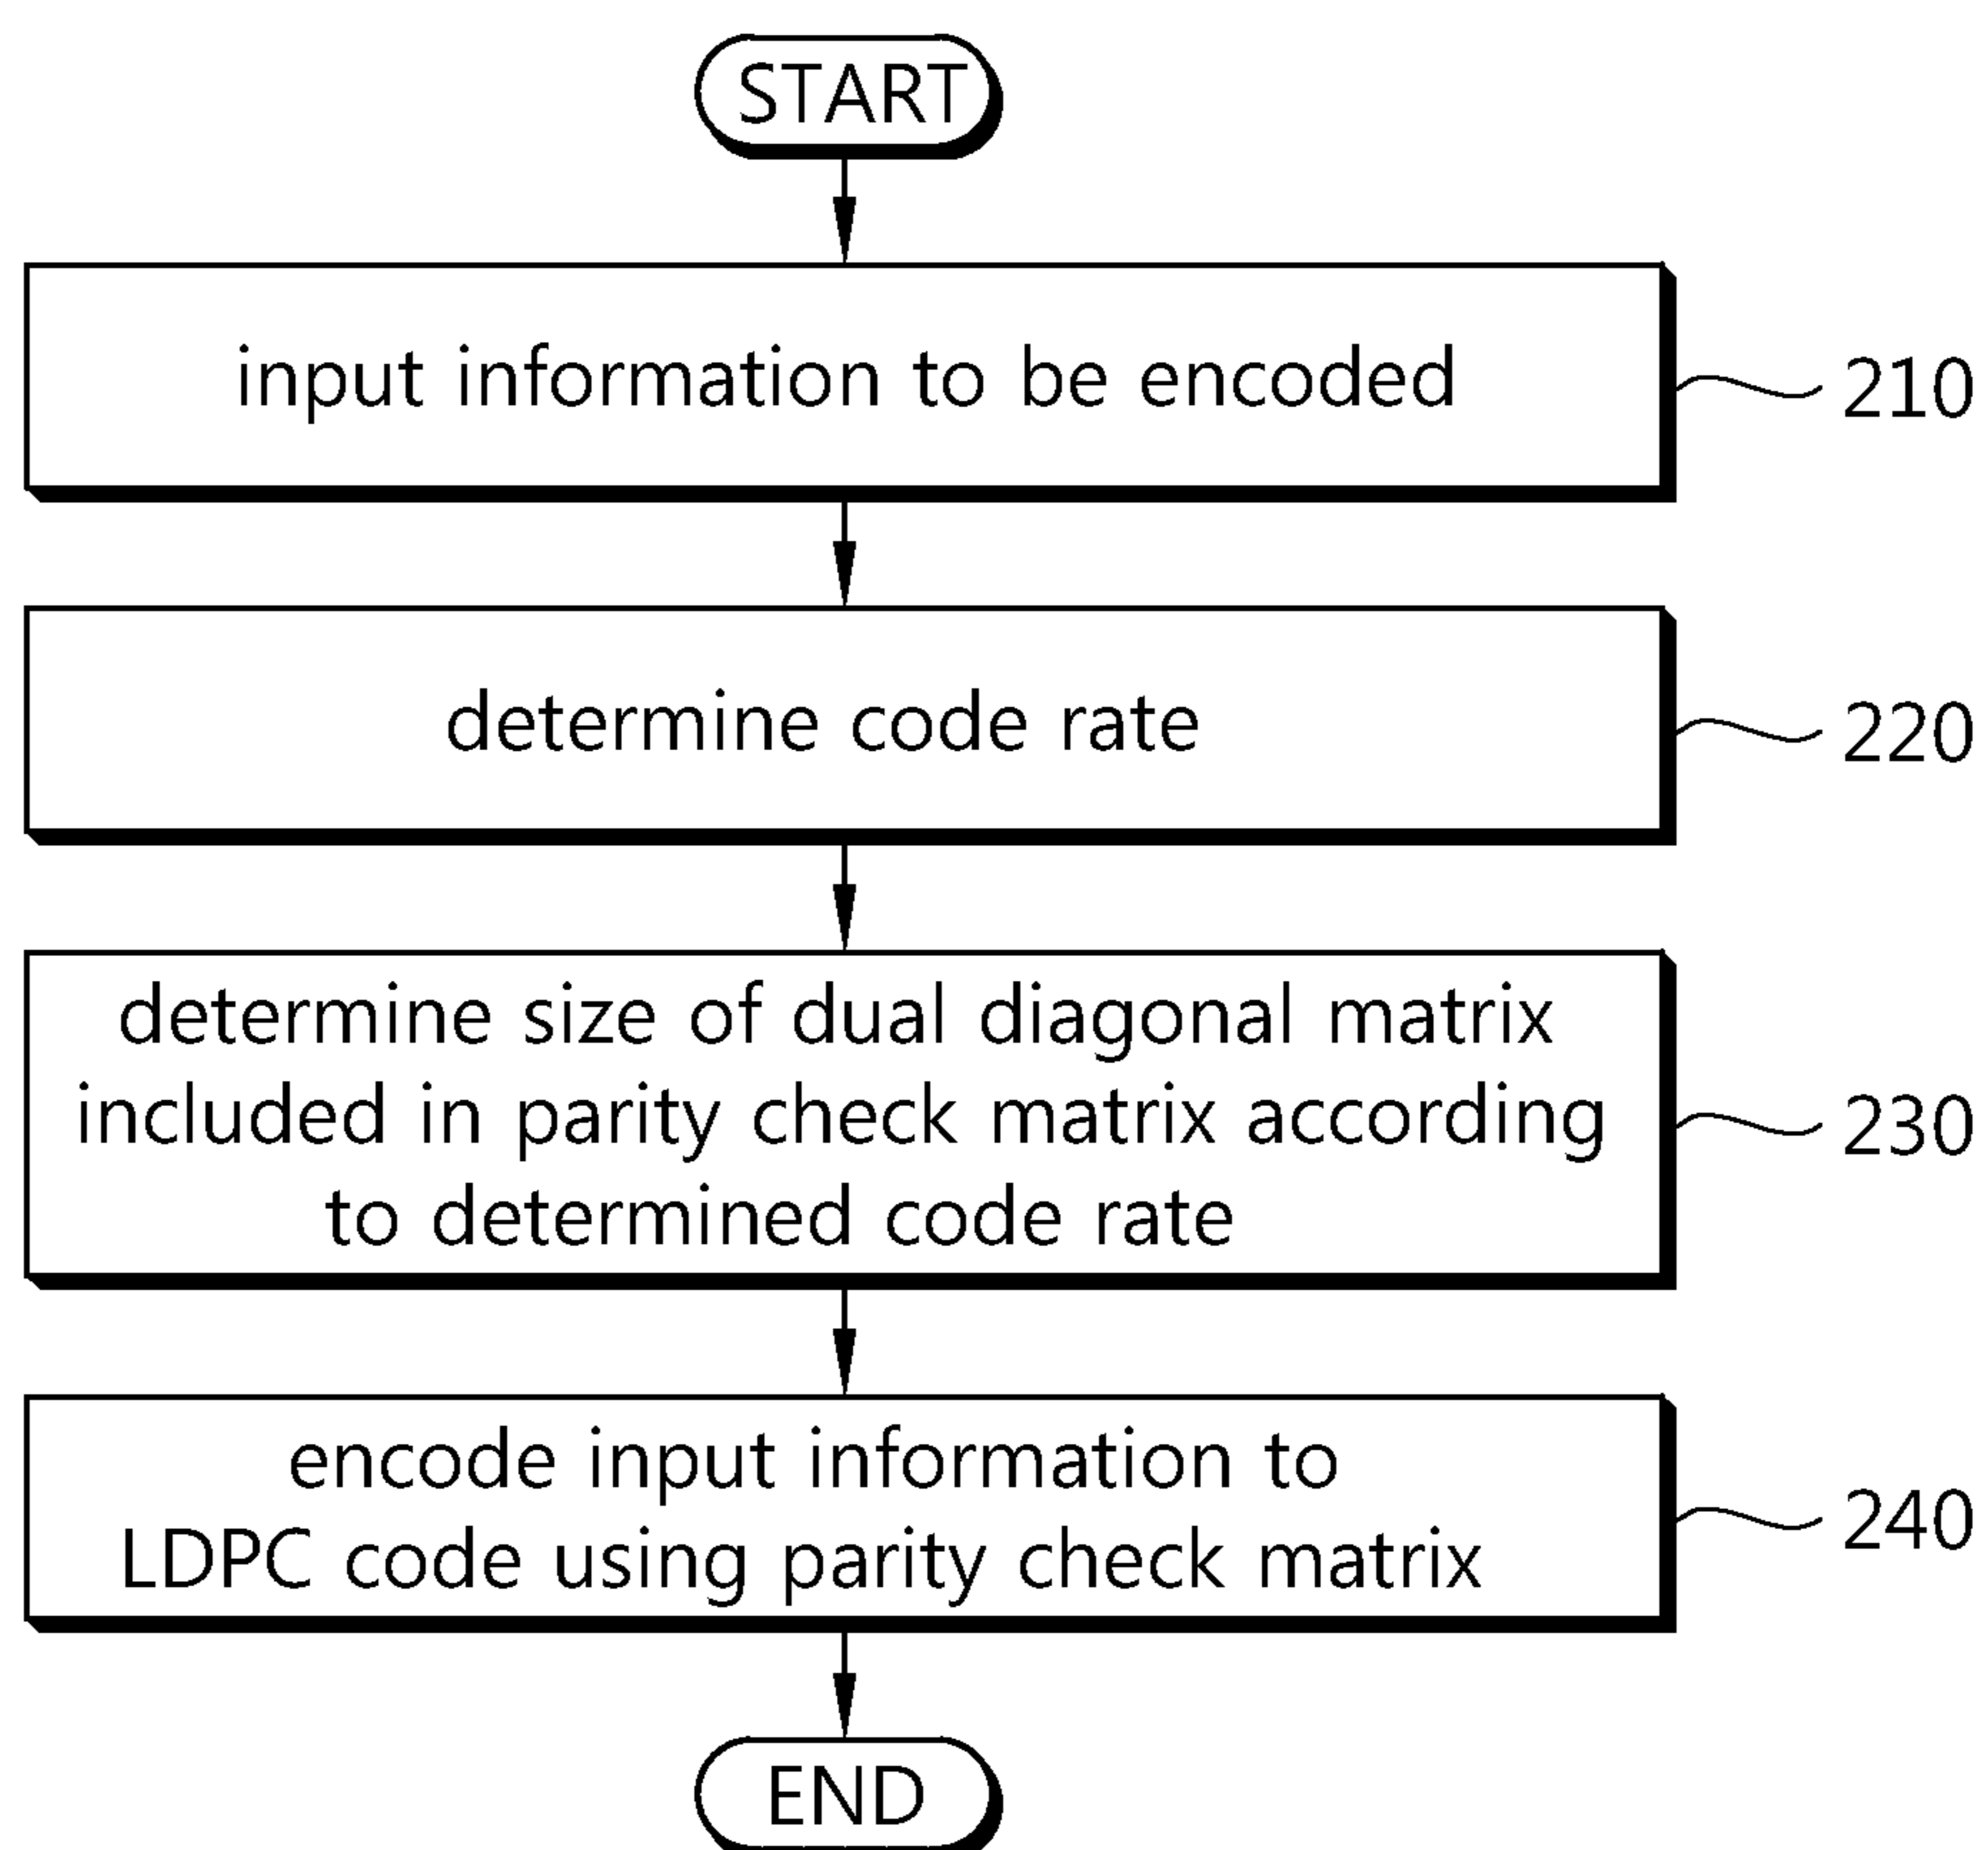 START
input information to be encoded
210
determine code rate
220
determine size of dual diagonal matrix
included in parity check matrix according
to determined code rate
230
encode input information to
LDPC code using parity check matrix
240
END